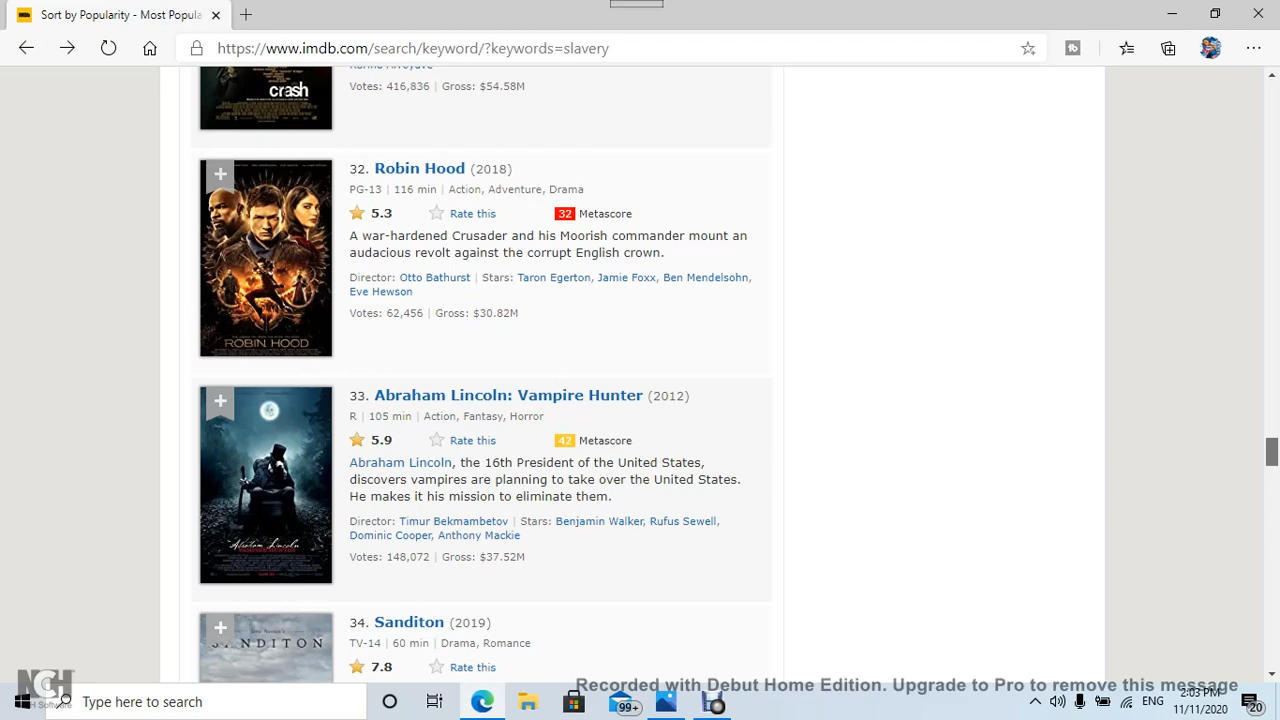 Sort by Popularity - Most Popula
https://www.imdb.com/search/keyword/?keywords=slavery
crash
Votes: 416,836 | Gross: $54.58M
32. Robin Hood (2018)
PG-13 | 116 min | Action, Adventure, Drama
5.3 Rate this 32 Metascore
A war-hardened Crusader and his Moorish commander mount an
audacious revolt against the corrupt English crown.
Director: Otto Bathurst | Stars: Taron Egerton, Jamie Foxx, Ben Mendelsohn,
Eve Hewson
Votes: 62,456 | Gross: $30.82M
ROBIN HOOD
33. Abraham Lincoln: Vampire Hunter (2012)
R | 105 min | Action, Fantasy, Horror
5.9 Rate this 42 Metascore
Abraham Lincoln, the 16th President of the United States,
discovers vampires are planning to take over the United States.
He makes it his mission to eliminate them.
Director: Timur Bekmambetov | Stars: Benjamin Walker, Rufus Sewell,
Dominic Cooper, Anthony Mackie
Gross: $37.52M
Abraham Lincoln
VAMPIRE HUNTER
34. Sanditon (2019)
TV-14 | 60 min | Drama, Romance
7.8 Rate this
SANDITON
NCH Software
Recorded with Debut Home Edition. Upgrade to Pro to remove this message
Type here to search
99+
ENG
2:03 PM
11/11/2020
20